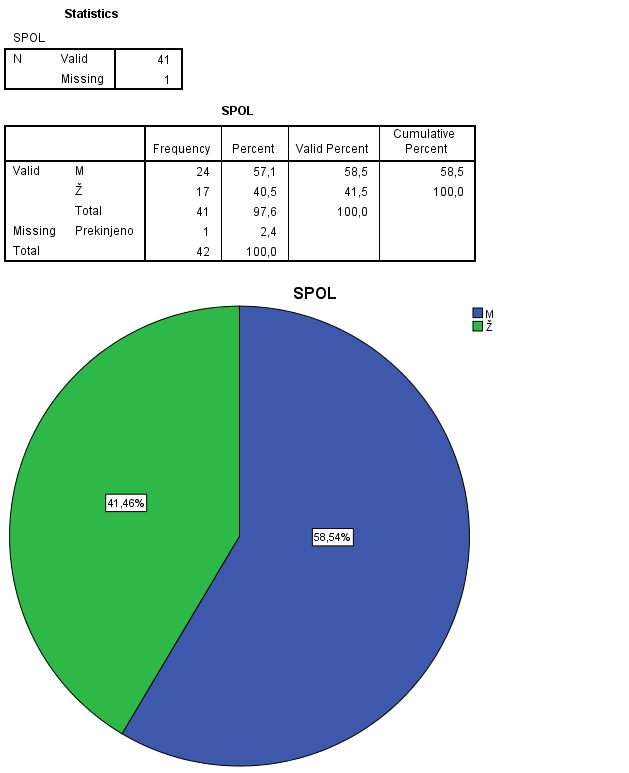 Statistics
SPOL
N Valid 41
Missing 1
SPOL
Frequency Percent Valid Percent Cumulative Percent
Valid M 24 57,1 58,5 58,5
Ž 17 40,5 41,5 100,0
Total 41 97,6 100,0
Missing Prekinjeno 1 2,4
Total 42 100,0
SPOL
M
Ž
41,46%
58,54%